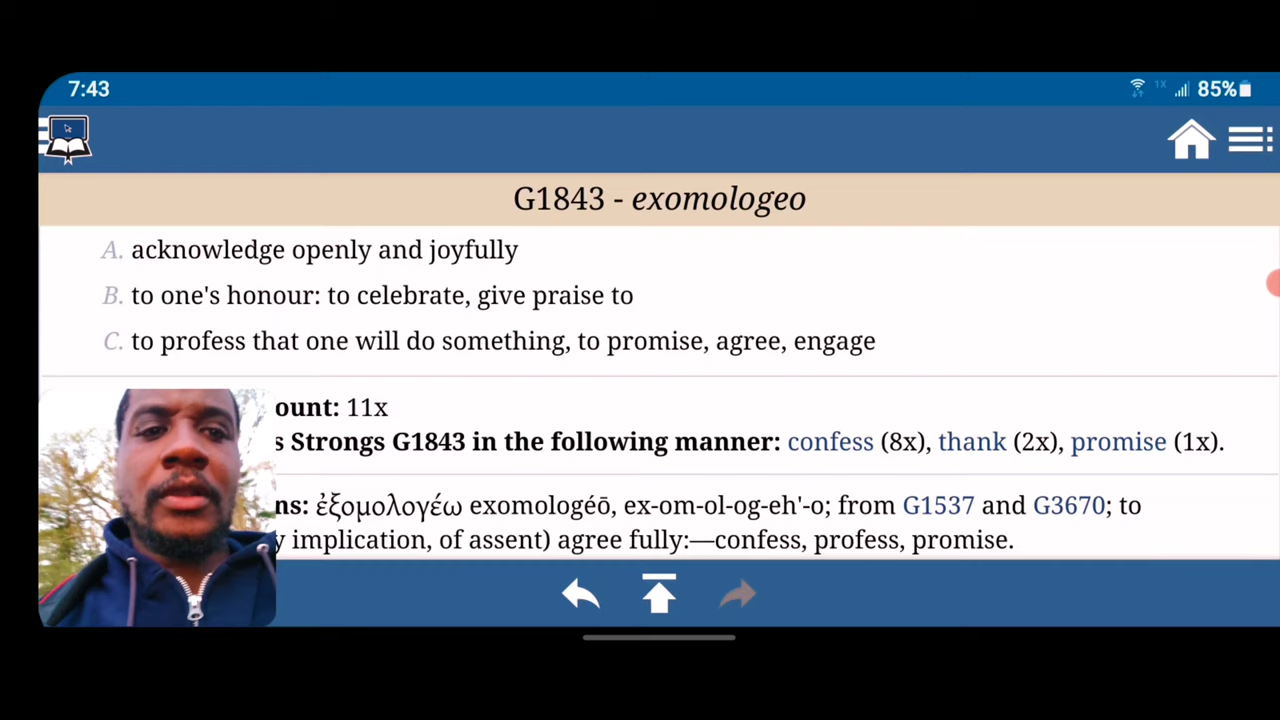 7:43
1X
85%
G1843 - exomologeo
A. acknowledge openly and joyfully
B. to one's honour: to celebrate, give praise to
C. to profess that one will do something, to promise, agree, engage
ount: 11x
s Strongs G1843 in the following manner: confess (8x), thank (2x), promise (1x).
ns: ἐξομολογέω exomologéō, ex-om-ol-og-eh'-o; from G1537 and G3670; to
y implication, of assent) agree fully:—confess, profess, promise.